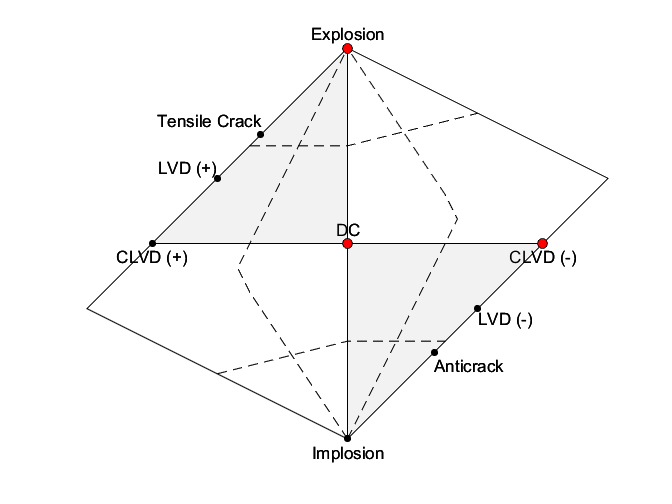 Explosion
Tensile Crack
LVD (+)
DC
CLVD (+)
CLVD (-)
LVD (-)
Anticrack
Implosion